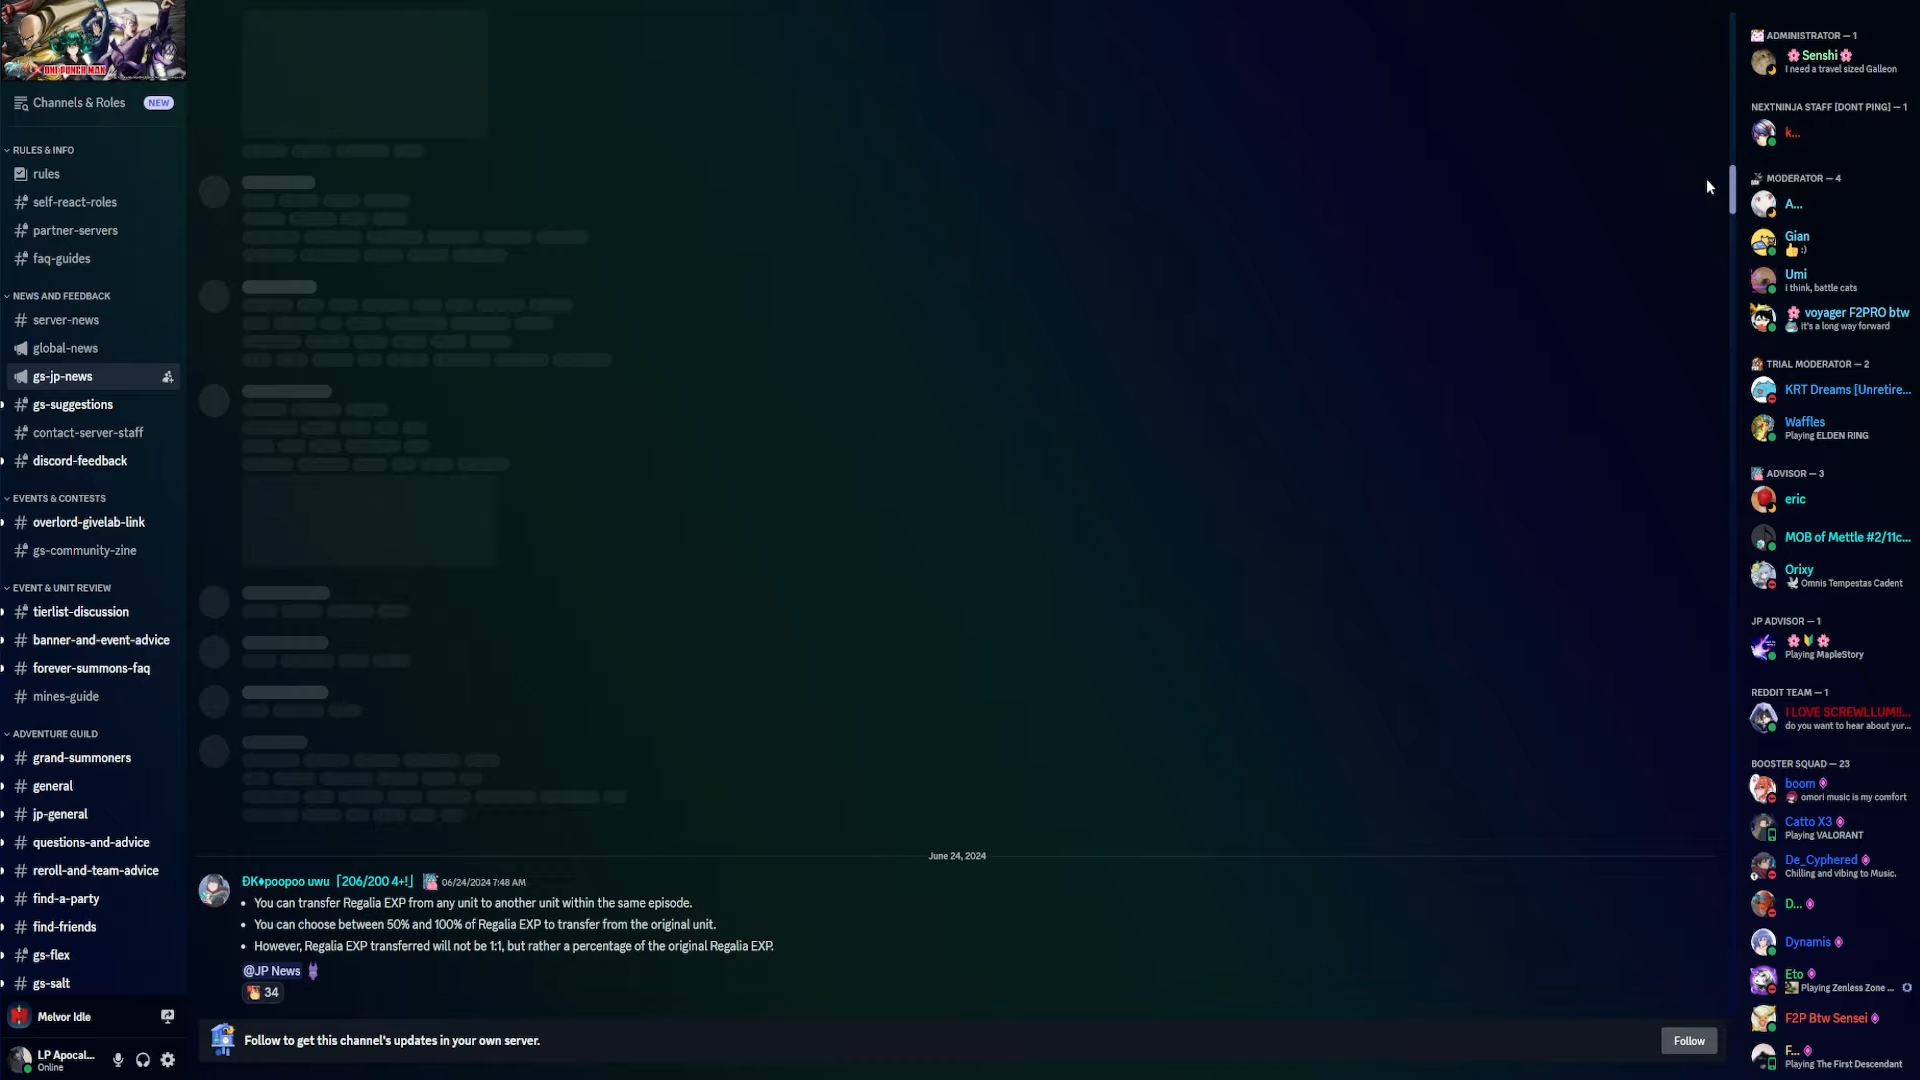 ONE PUNCH MAN
Channels & Roles
NEW
RULES & INFO
rules
self-react-roles
partner-servers
faq-guides
NEWS AND FEEDBACK
server-news
global-news
gs-jp-news
gs-suggestions
contact-server-staff
discord-feedback
EVENTS & CONTESTS
overlord-givelab-link
gs-community-zine
EVENT & UNIT REVIEW
tierlist-discussion
banner-and-event-advice
forever-summons-faq
mines-guide
ADVENTURE GUILD
grand-summoners
general
jp-general
questions-and-advice
reroll-and-team-advice
find-a-party
find-friends
gs-flex
gs-salt
Melvor Idle
LP Apocal...
Online
June 24, 2024
ĐK♦poopoo uwu「206/200 4+!」 06/24/2024 7:48 AM
• You can transfer Regalia EXP from any unit to another unit within the same episode.
• You can choose between 50% and 100% of Regalia EXP to transfer from the original unit.
• However, Regalia EXP transferred will not be 1:1, but rather a percentage of the original Regalia EXP.
@JP News
34
Follow to get this channel's updates in your own server.
Follow
ADMINISTRATOR — 1
🌸Senshi🌸
I need a travel sized Galleon
NEXTNINJA STAFF [DONT PING] — 1
k...
MODERATOR — 4
A...
Gian
👍 :)
Umi
i think, battle cats
🌸 voyager F2PRO btw
it's a long way forward
TRIAL MODERATOR — 2
KRT Dreams [Unretire...
Waffles
Playing ELDEN RING
ADVISOR — 3
eric
MOB of Mettle #2/11c...
Orixy
🕊 Omnis Tempestas Cadent
JP ADVISOR — 1
🌸🔰🌸
Playing MapleStory
REDDIT TEAM — 1
I LOVE SCREWLLUM!!...
do you want to hear about yur...
BOOSTER SQUAD — 23
boom
omori music is my comfort
Catto X3
Playing VALORANT
De_Cyphered
Chilling and vibing to Music.
D...
Dynamis
Eto
Playing Zenless Zone ...
F2P Btw Sensei
F...
Playing The First Descendant